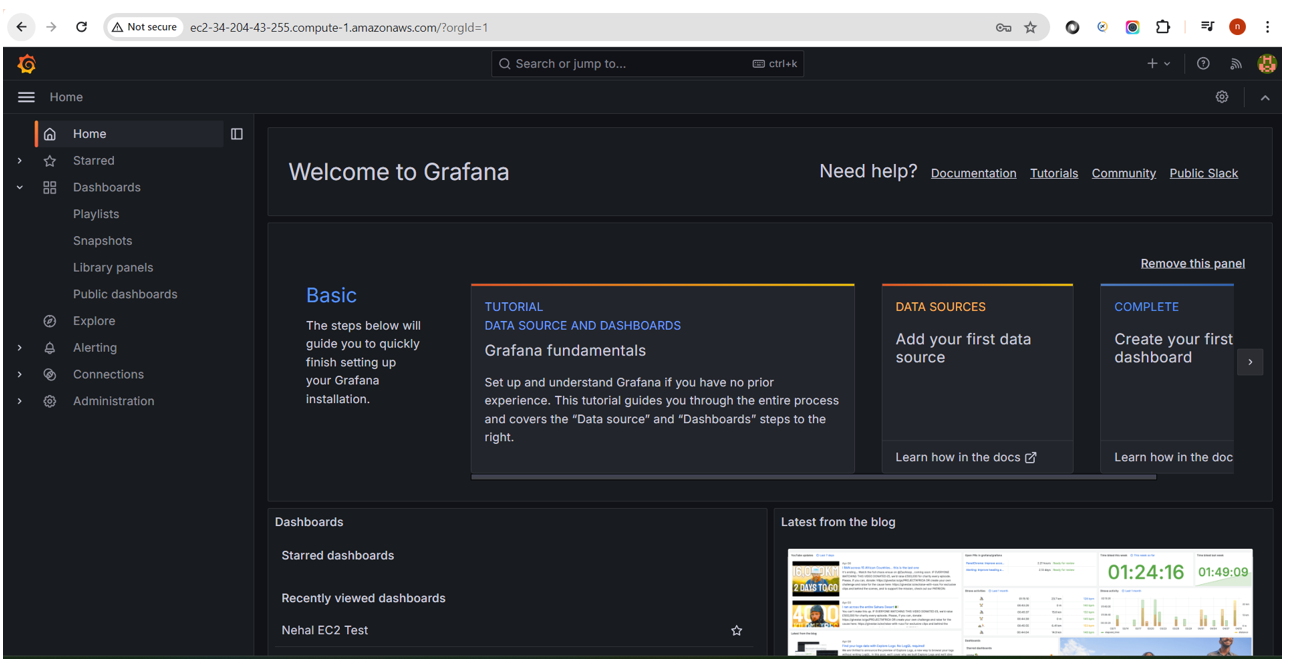 Not secure
ec2-34-204-43-255.compute-1.amazonaws.com/?orgId=1
n
Search or jump to...
ctrl+k
Home
Home
Starred
Dashboards
Playlists
Snapshots
Library panels
Public dashboards
Explore
Alerting
Connections
Administration
Welcome to Grafana
Need help?
Documentation
Tutorials
Community
Public Slack
Remove this panel
Basic
The steps below will
guide you to quickly
finish setting up
your Grafana
installation.
TUTORIAL
DATA SOURCE AND DASHBOARDS
Grafana fundamentals
Set up and understand Grafana if you have no prior
experience. This tutorial guides you through the entire process
and covers the “Data source” and “Dashboards” steps to the
right.
DATA SOURCES
Add your first data
source
Learn how in the docs
COMPLETE
Create your first
dashboard
Learn how in the doc
Dashboards
Starred dashboards
Recently viewed dashboards
Nehal EC2 Test
Latest from the blog
2 DAYS TO GO
01:24:16
01:49:09